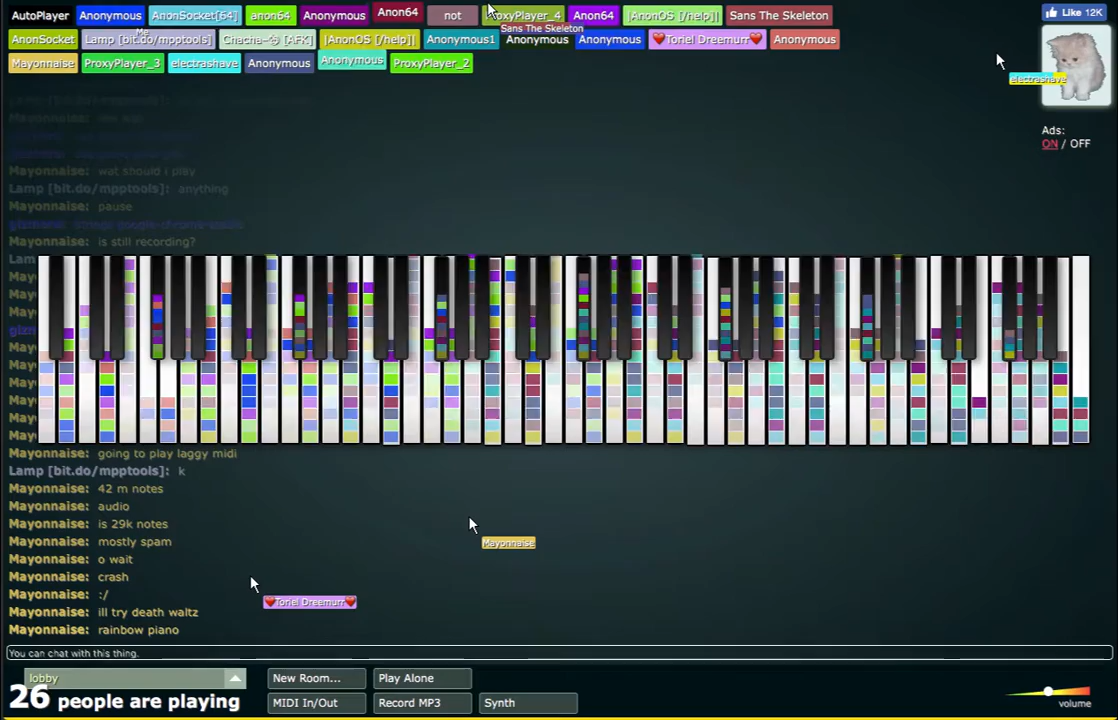 AutoPlayer Anonymous AnonSocket[64] anon64 Anonymous Anon64 not ProxyPlayer_4 Anon64 |AnonOS [/help]| Sans The Skeleton
Like 12K
Sans The Skeleton
Me
AnonSocket Lamp [bit.do/mpptools] Chacha [AFK] |AnonOS [/help]| Anonymous1 Anonymous Anonymous ❤Toriel Dreemurr❤ Anonymous
Mayonnaise ProxyPlayer_3 electrashave Anonymous Anonymous ProxyPlayer_2
electrashave
Ads:
ON / OFF
Mayonnaise: wat should i play
Lamp [bit.do/mpptools]: anything
Mayonnaise: pause
Mayonnaise: is still recording?
Mayonnaise: going to play laggy midi
Lamp [bit.do/mpptools]: k
Mayonnaise: 42 m notes
Mayonnaise: audio
Mayonnaise: is 29k notes
Mayonnaise: mostly spam
Mayonnaise: o wait
Mayonnaise: crash
Mayonnaise: :/
Mayonnaise: ill try death waltz
Mayonnaise: rainbow piano
Mayonnaise
❤Toriel Dreemurr❤
You can chat with this thing.
lobby
New Room... Play Alone
26 people are playing
MIDI In/Out Record MP3 Synth
volume